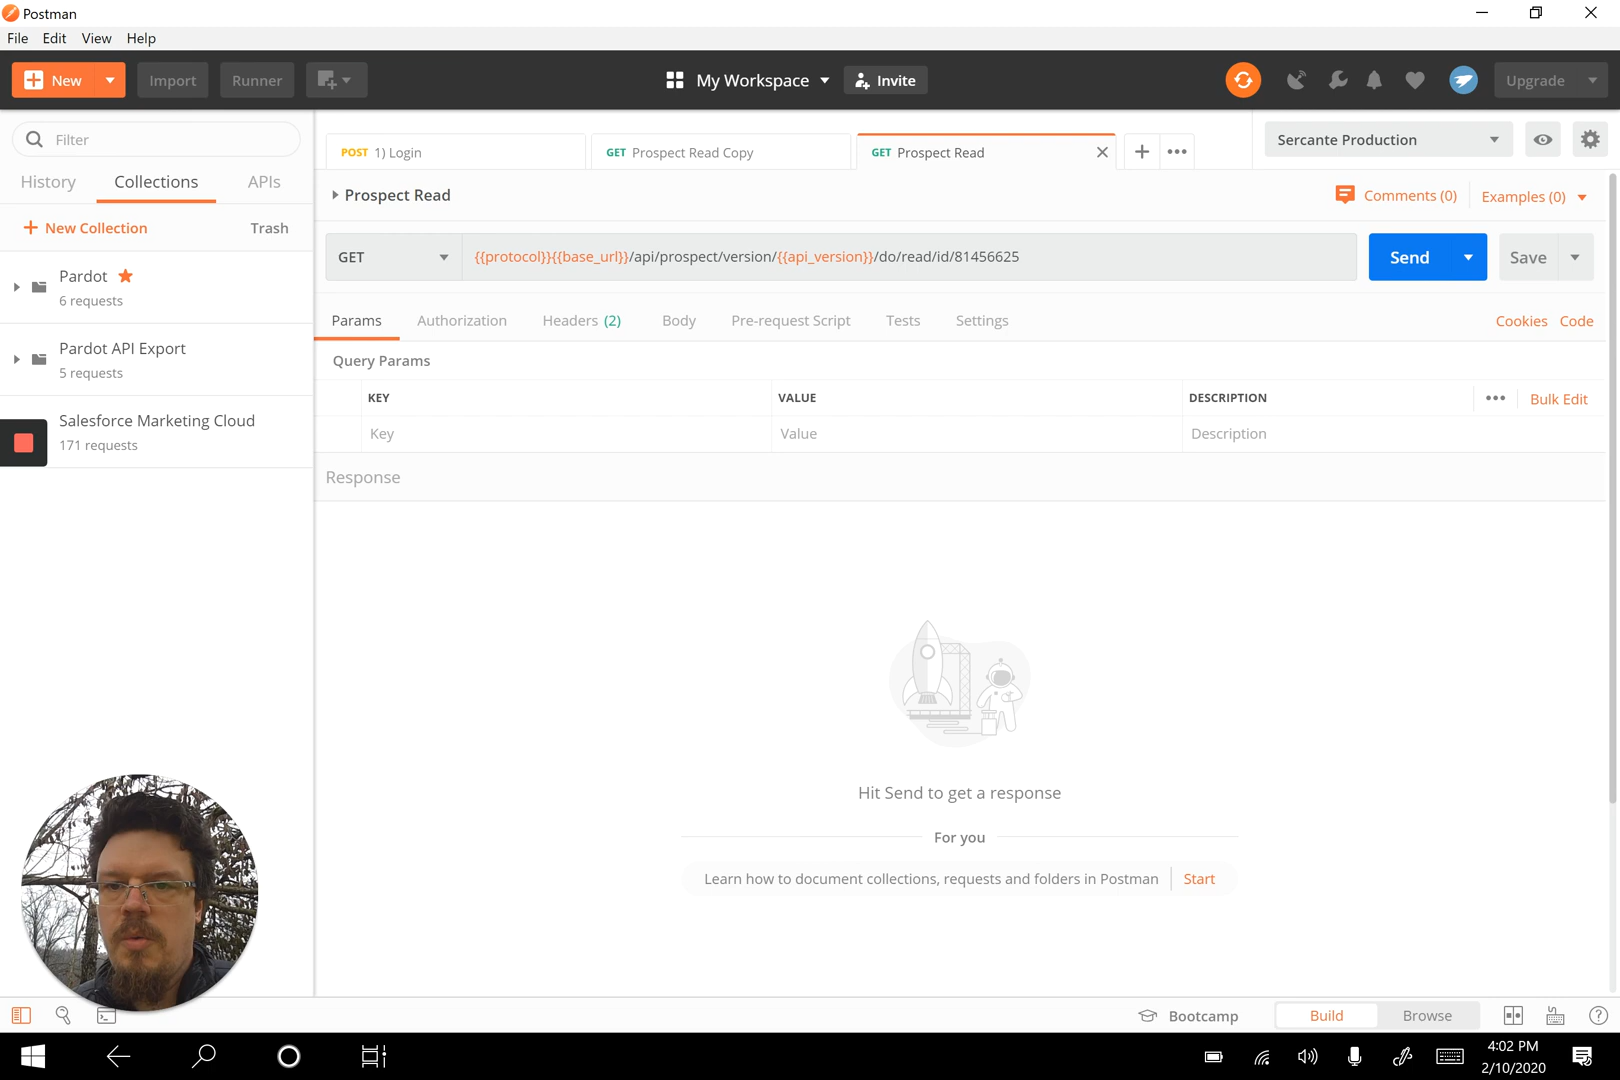 Postman
File Edit View Help
New Import Runner My Workspace Invite Upgrade
Filter
History Collections APIs
New Collection Trash
Pardot
6 requests
Pardot API Export
5 requests
Salesforce Marketing Cloud
171 requests
POST 1) Login GET Prospect Read Copy GET Prospect Read Sercante Production
Prospect Read Comments (0) Examples (0)
GET {{protocol}}{{base_url}}/api/prospect/version/{{api_version}}/do/read/id/81456625 Send Save
Params Authorization Headers (2) Body Pre-request Script Tests Settings Cookies Code
Query Params
KEY VALUE DESCRIPTION Bulk Edit
Key Value Description
Response
Hit Send to get a response
For you
Learn how to document collections, requests and folders in Postman Start
Bootcamp Build Browse
4:02 PM
2/10/2020